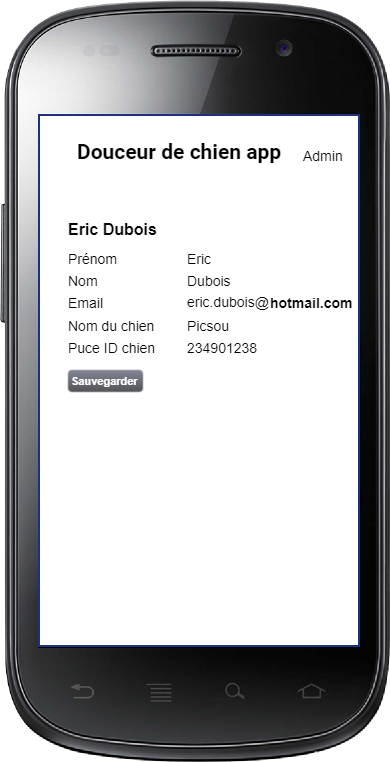 Douceur de chien app Admin
Eric Dubois
Prénom Eric
Nom Dubois
Email eric.dubois@hotmail.com
Nom du chien Picsou
Puce ID chien 234901238
Sauvegarder